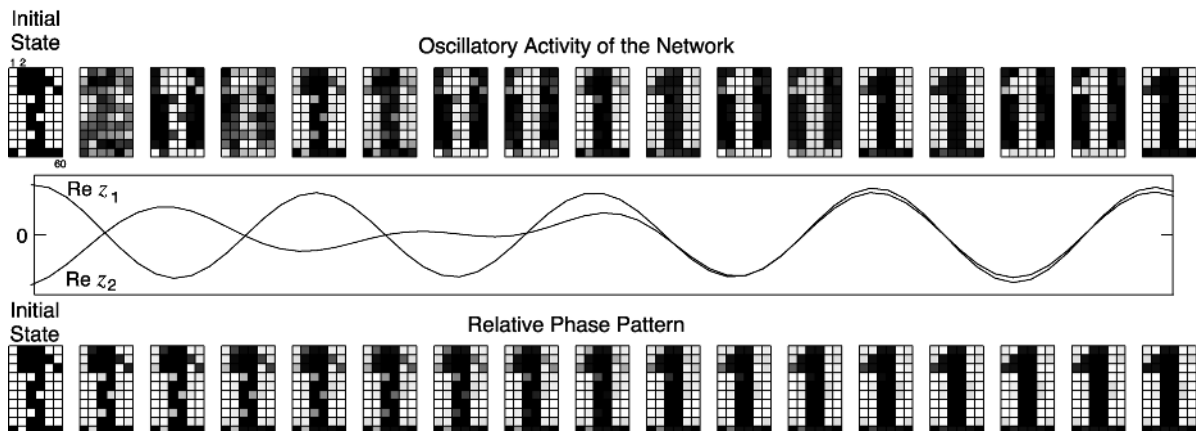 Initial
State
Oscillatory Activity of the Network
1 2
60
Re z1
0
Re z2
Initial
State
Relative Phase Pattern